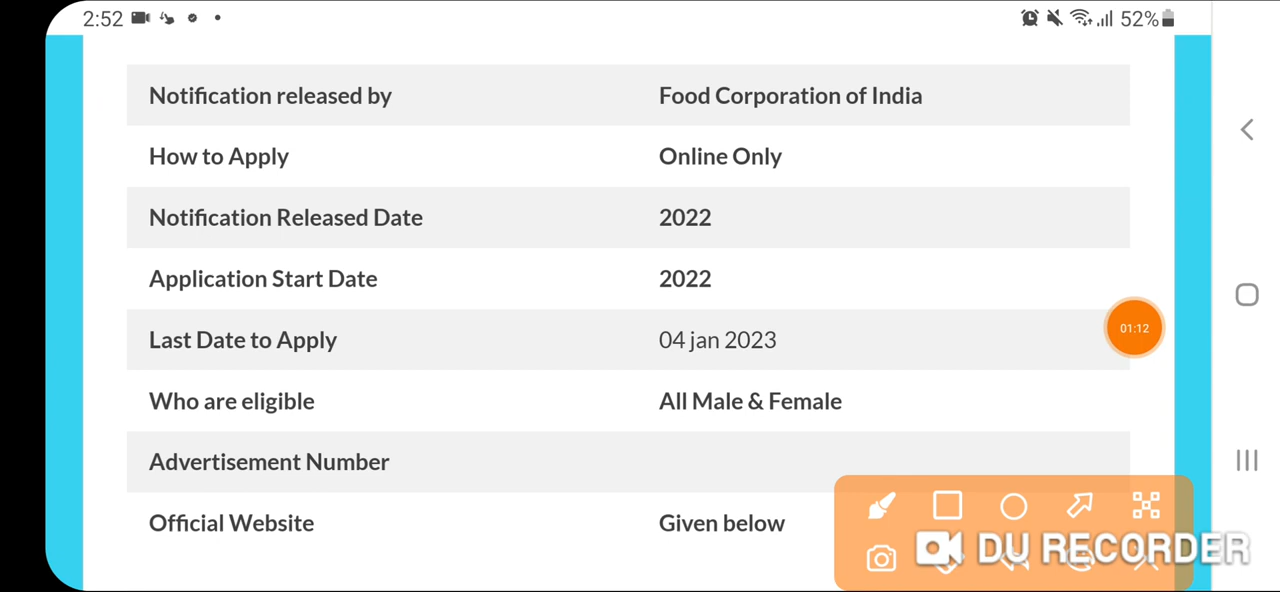 2:52 52%
Notification released by Food Corporation of India
How to Apply Online Only
Notification Released Date 2022
Application Start Date 2022
Last Date to Apply 04 jan 2023
01:12
Who are eligible All Male & Female
Advertisement Number
Official Website Given below
DU RECORDER